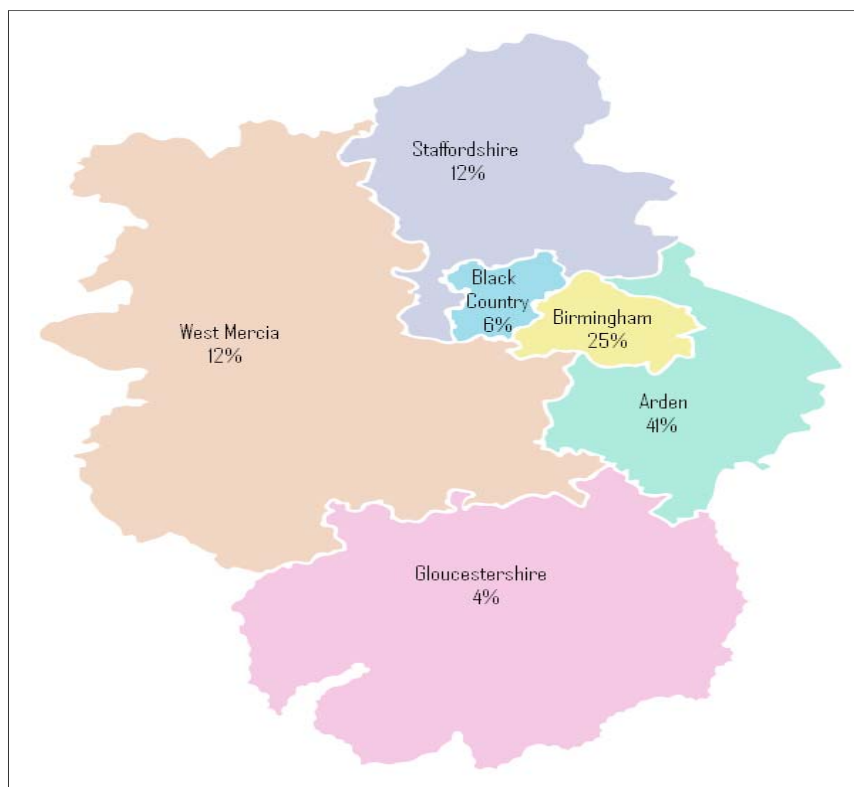 Staffordshire
12%
Black
Country
6%
Birmingham
25%
West Mercia
12%
Arden
41%
Gloucestershire
4%